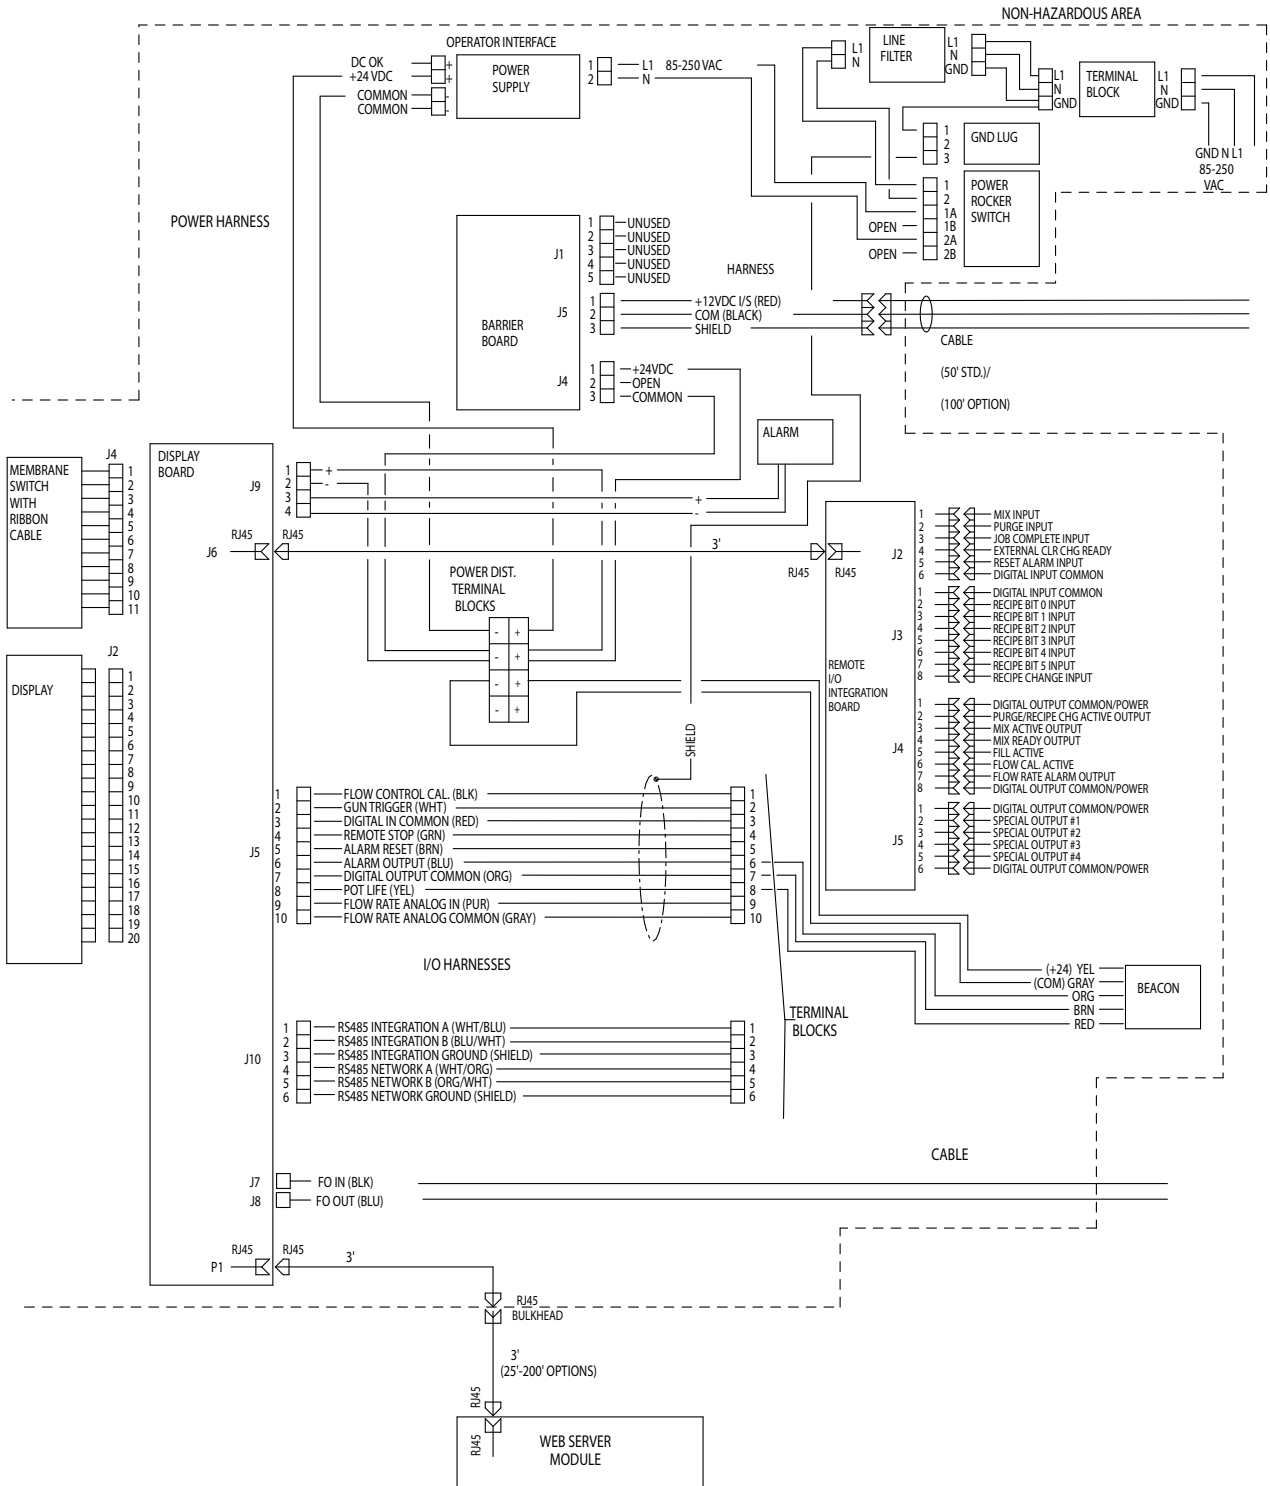 NON-HAZARDOUS AREA
OPERATOR INTERFACE
DC OK
+24 VDC
COMMON
COMMON
+
+
-
-
POWER
SUPPLY
1
2
L1 85-250 VAC
N
L1
N
LINE
FILTER
L1
N
GND
L1
N
GND
TERMINAL
BLOCK
L1
N
GND
GND N L1
85-250
VAC
1
2
3
GND LUG
1
2
1A
1B
2A
2B
OPEN
OPEN
POWER
ROCKER
SWITCH
POWER HARNESS
BARRIER
BOARD
J1
1 UNUSED
2 UNUSED
3 UNUSED
4 UNUSED
5 UNUSED
HARNESS
J5
1 +12VDC I/S (RED)
2 COM (BLACK)
3 SHIELD
CABLE
(50' STD.)/
(100' OPTION)
J4
1 +24VDC
2 OPEN
3 COMMON
ALARM
MEMBRANE
SWITCH
WITH
RIBBON
CABLE
J4
1
2
3
4
5
6
7
8
9
10
11
DISPLAY
BOARD
J9
1 +
2 -
3
4
+
-
J6
RJ45
RJ45
3'
RJ45
RJ45
POWER DIST.
TERMINAL
BLOCKS
- +
- +
- +
- +
SHIELD
DISPLAY
J2
1
2
3
4
5
6
7
8
9
10
11
12
13
14
15
16
17
18
19
20
REMOTE
I/O
INTEGRATION
BOARD
J2
1 MIX INPUT
2 PURGE INPUT
3 JOB COMPLETE INPUT
4 EXTERNAL CLR CHG READY
5 RESET ALARM INPUT
6 DIGITAL INPUT COMMON
J3
1 DIGITAL INPUT COMMON
2 RECIPE BIT 0 INPUT
3 RECIPE BIT 1 INPUT
4 RECIPE BIT 2 INPUT
5 RECIPE BIT 3 INPUT
6 RECIPE BIT 4 INPUT
7 RECIPE BIT 5 INPUT
8 RECIPE CHANGE INPUT
J4
1 DIGITAL OUTPUT COMMON/POWER
2 PURGE/RECIPE CHG ACTIVE OUTPUT
3 MIX ACTIVE OUTPUT
4 MIX READY OUTPUT
5 FILL ACTIVE
6 FLOW CAL. ACTIVE
7 FLOW RATE ALARM OUTPUT
8 DIGITAL OUTPUT COMMON/POWER
J5
1 DIGITAL OUTPUT COMMON/POWER
2 SPECIAL OUTPUT #1
3 SPECIAL OUTPUT #2
4 SPECIAL OUTPUT #3
5 SPECIAL OUTPUT #4
6 DIGITAL OUTPUT COMMON/POWER
J5
1 FLOW CONTROL CAL. (BLK) 1
2 GUN TRIGGER (WHT) 2
3 DIGITAL IN COMMON (RED) 3
4 REMOTE STOP (GRN) 4
5 ALARM RESET (BRN) 5
6 ALARM OUTPUT (BLU) 6
7 DIGITAL OUTPUT COMMON (ORG) 7
8 POT LIFE (YEL) 8
9 FLOW RATE ANALOG IN (PUR) 9
10 FLOW RATE ANALOG COMMON (GRAY) 10
I/O HARNESSES
TERMINAL
BLOCKS
(+24) YEL
(COM) GRAY
ORG
BRN
RED
BEACON
J10
1 RS485 INTEGRATION A (WHT/BLU) 1
2 RS485 INTEGRATION B (BLU/WHT) 2
3 RS485 INTEGRATION GROUND (SHIELD) 3
4 RS485 NETWORK A (WHT/ORG) 4
5 RS485 NETWORK B (ORG/WHT) 5
6 RS485 NETWORK GROUND (SHIELD) 6
CABLE
J7 FO IN (BLK)
J8 FO OUT (BLU)
P1
RJ45
RJ45
3'
RJ45
BULKHEAD
3'
(25'-200' OPTIONS)
RJ45
RJ45
WEB SERVER
MODULE